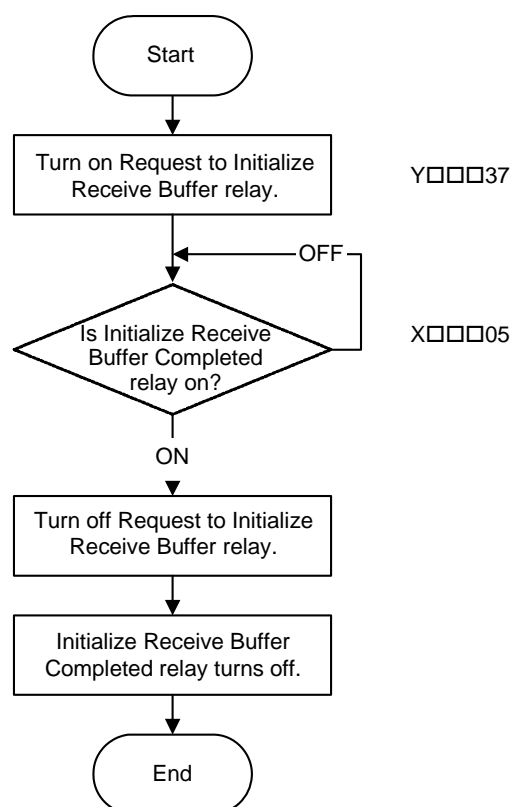 Start
Turn on Request to Initialize
Receive Buffer relay.
Y□□□37
OFF
Is Initialize Receive
Buffer Completed
relay on?
X□□□05
ON
Turn off Request to Initialize
Receive Buffer relay.
Initialize Receive Buffer
Completed relay turns off.
End